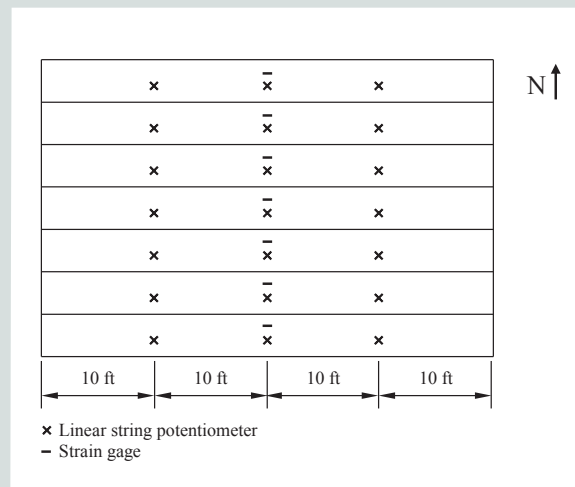 N
10 ft 10 ft 10 ft 10 ft
× Linear string potentiometer
– Strain gage